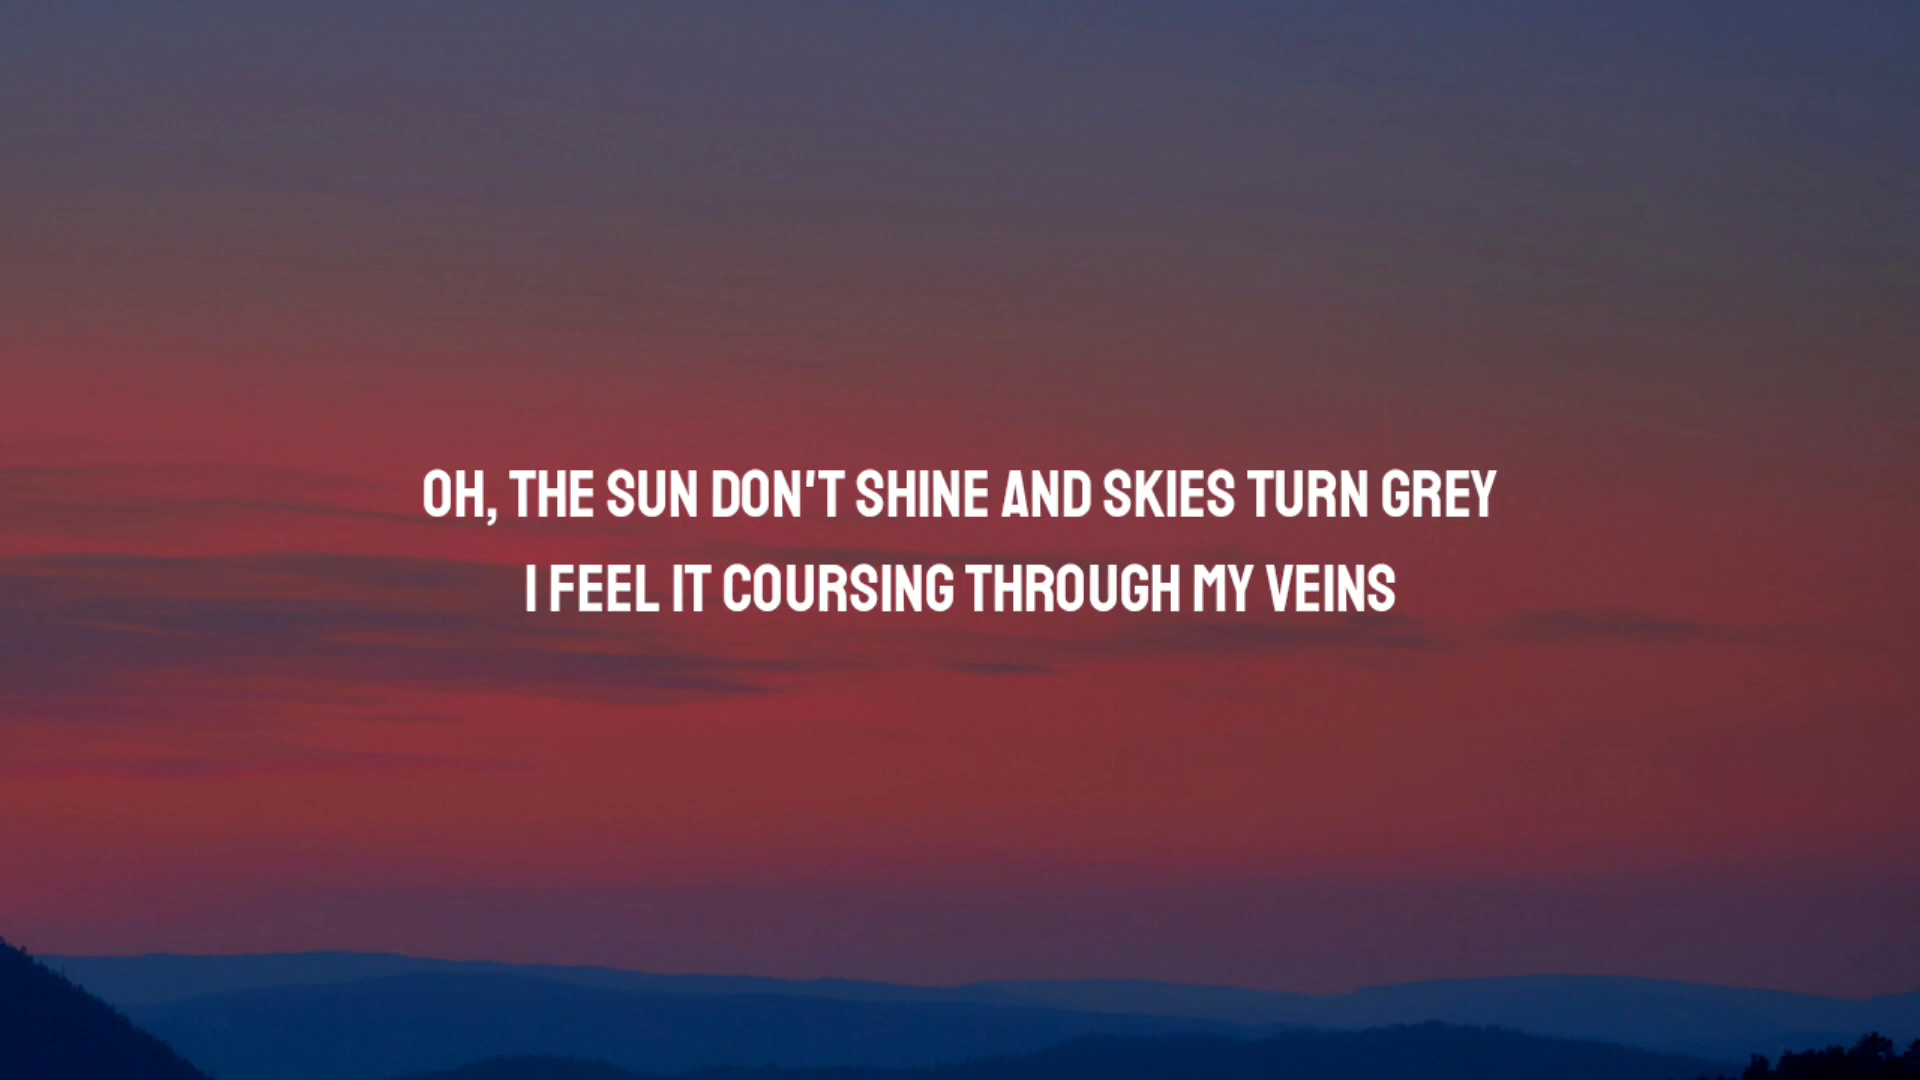 OH, THE SUN DON'T SHINE AND SKIES TURN GREY
I FEEL IT COURSING THROUGH MY VEINS